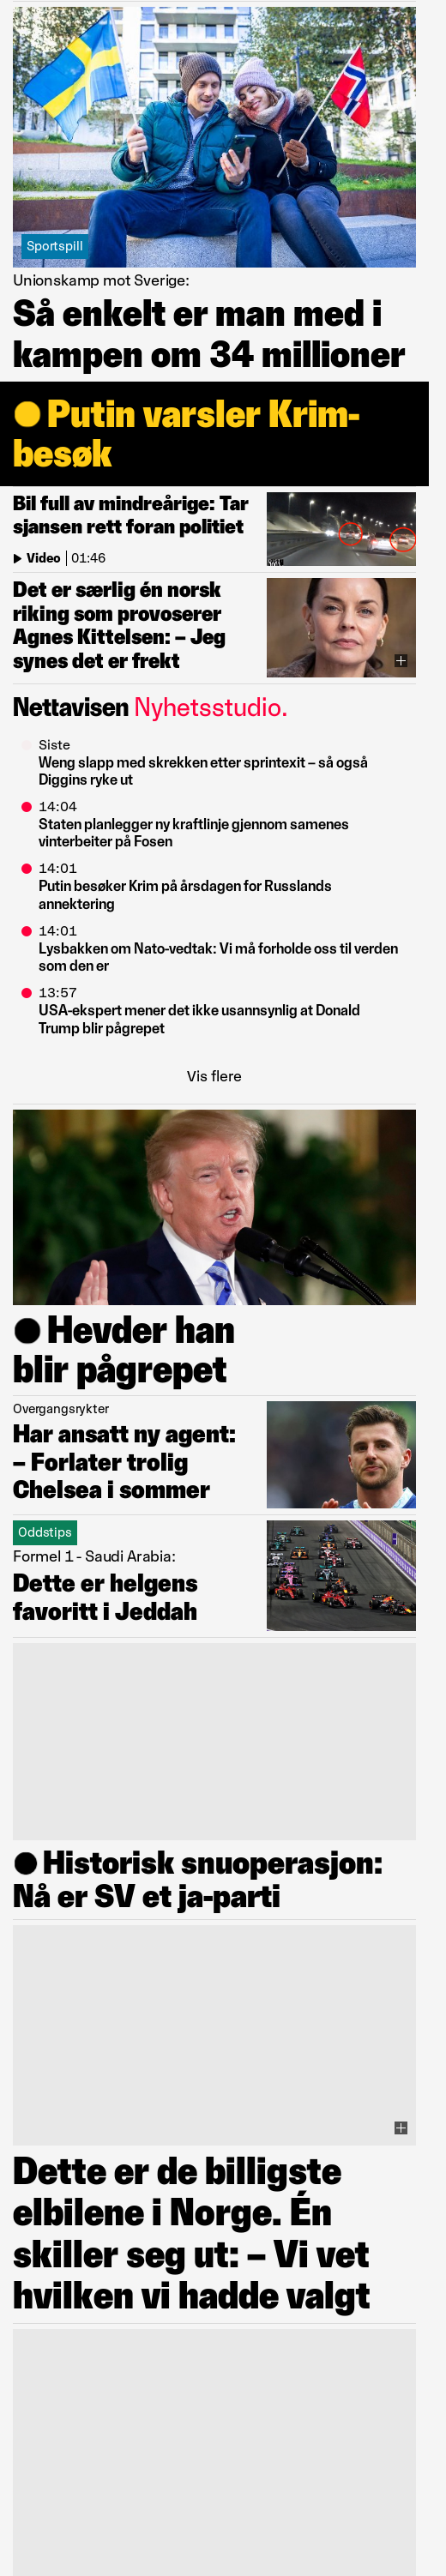 Sportspill
Unionskamp mot Sverige:
Så enkelt er man med i
kampen om 34 millioner
Putin varsler Krim-
besøk
Bil full av mindreårige: Tar
sjansen rett foran politiet
Video | 01:46
Det er særlig én norsk
riking som provoserer
Agnes Kittelsen: – Jeg
synes det er frekt
Nettavisen Nyhetsstudio.
Siste
Weng slapp med skrekken etter sprintexit – så også
Diggins ryke ut
14:04
Staten planlegger ny kraftlinje gjennom samenes
vinterbeiter på Fosen
14:01
Putin besøker Krim på årsdagen for Russlands
annektering
14:01
Lysbakken om Nato-vedtak: Vi må forholde oss til verden
som den er
13:57
USA-ekspert mener det ikke usannsynlig at Donald
Trump blir pågrepet
Vis flere
Hevder han
blir pågrepet
Overgangsrykter
Har ansatt ny agent:
– Forlater trolig
Chelsea i sommer
Oddstips
Formel 1 - Saudi Arabia:
Dette er helgens
favoritt i Jeddah
Historisk snuoperasjon:
Nå er SV et ja-parti
Dette er de billigste
elbilene i Norge. Én
skiller seg ut: – Vi vet
hvilken vi hadde valgt